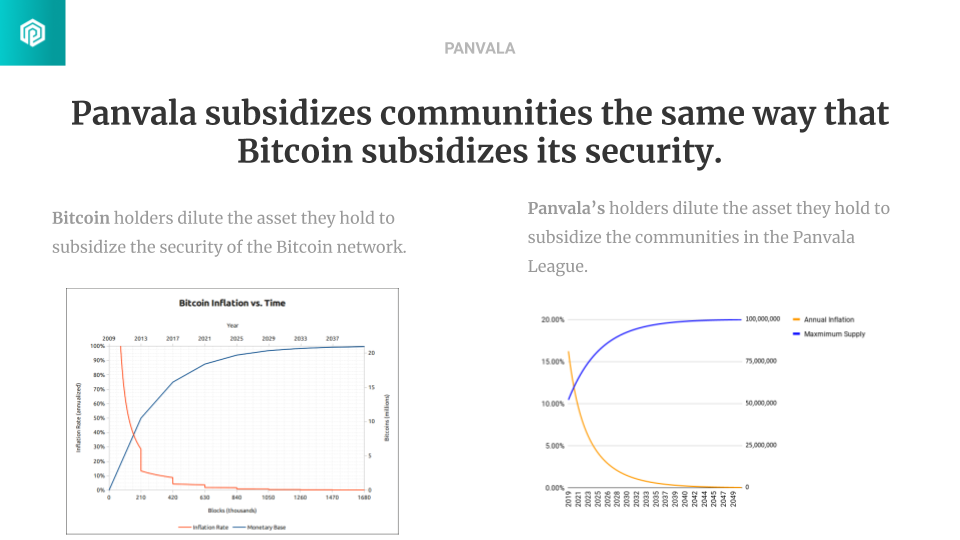 PANVALA
Panvala subsidizes communities the same way that
Bitcoin subsidizes its security.
Bitcoin holders dilute the asset they hold to
subsidize the security of the Bitcoin network.
Panvala’s holders dilute the asset they hold to
subsidize the communities in the Panvala
League.
Bitcoin Inflation vs. Time
Year
2009 2013 2017 2021 2025 2029 2033 2037
100%
90%
80%
70%
60%
50%
40%
30%
20%
10%
0%
Inflation Rate (annualized)
20
15
10
5
0
Bitcoins (millions)
0 210 420 630 840 1050 1260 1470 1680
Blocks (thousands)
Inflation Rate Monetary Base
20.00%
15.00%
10.00%
5.00%
0.00%
100,000,000
75,000,000
50,000,000
25,000,000
0
Annual Inflation
Maxmimum Supply
2019 2021 2023 2025 2026 2028 2030 2032 2033 2035 2037 2039 2040 2042 2044 2045 2047 2049